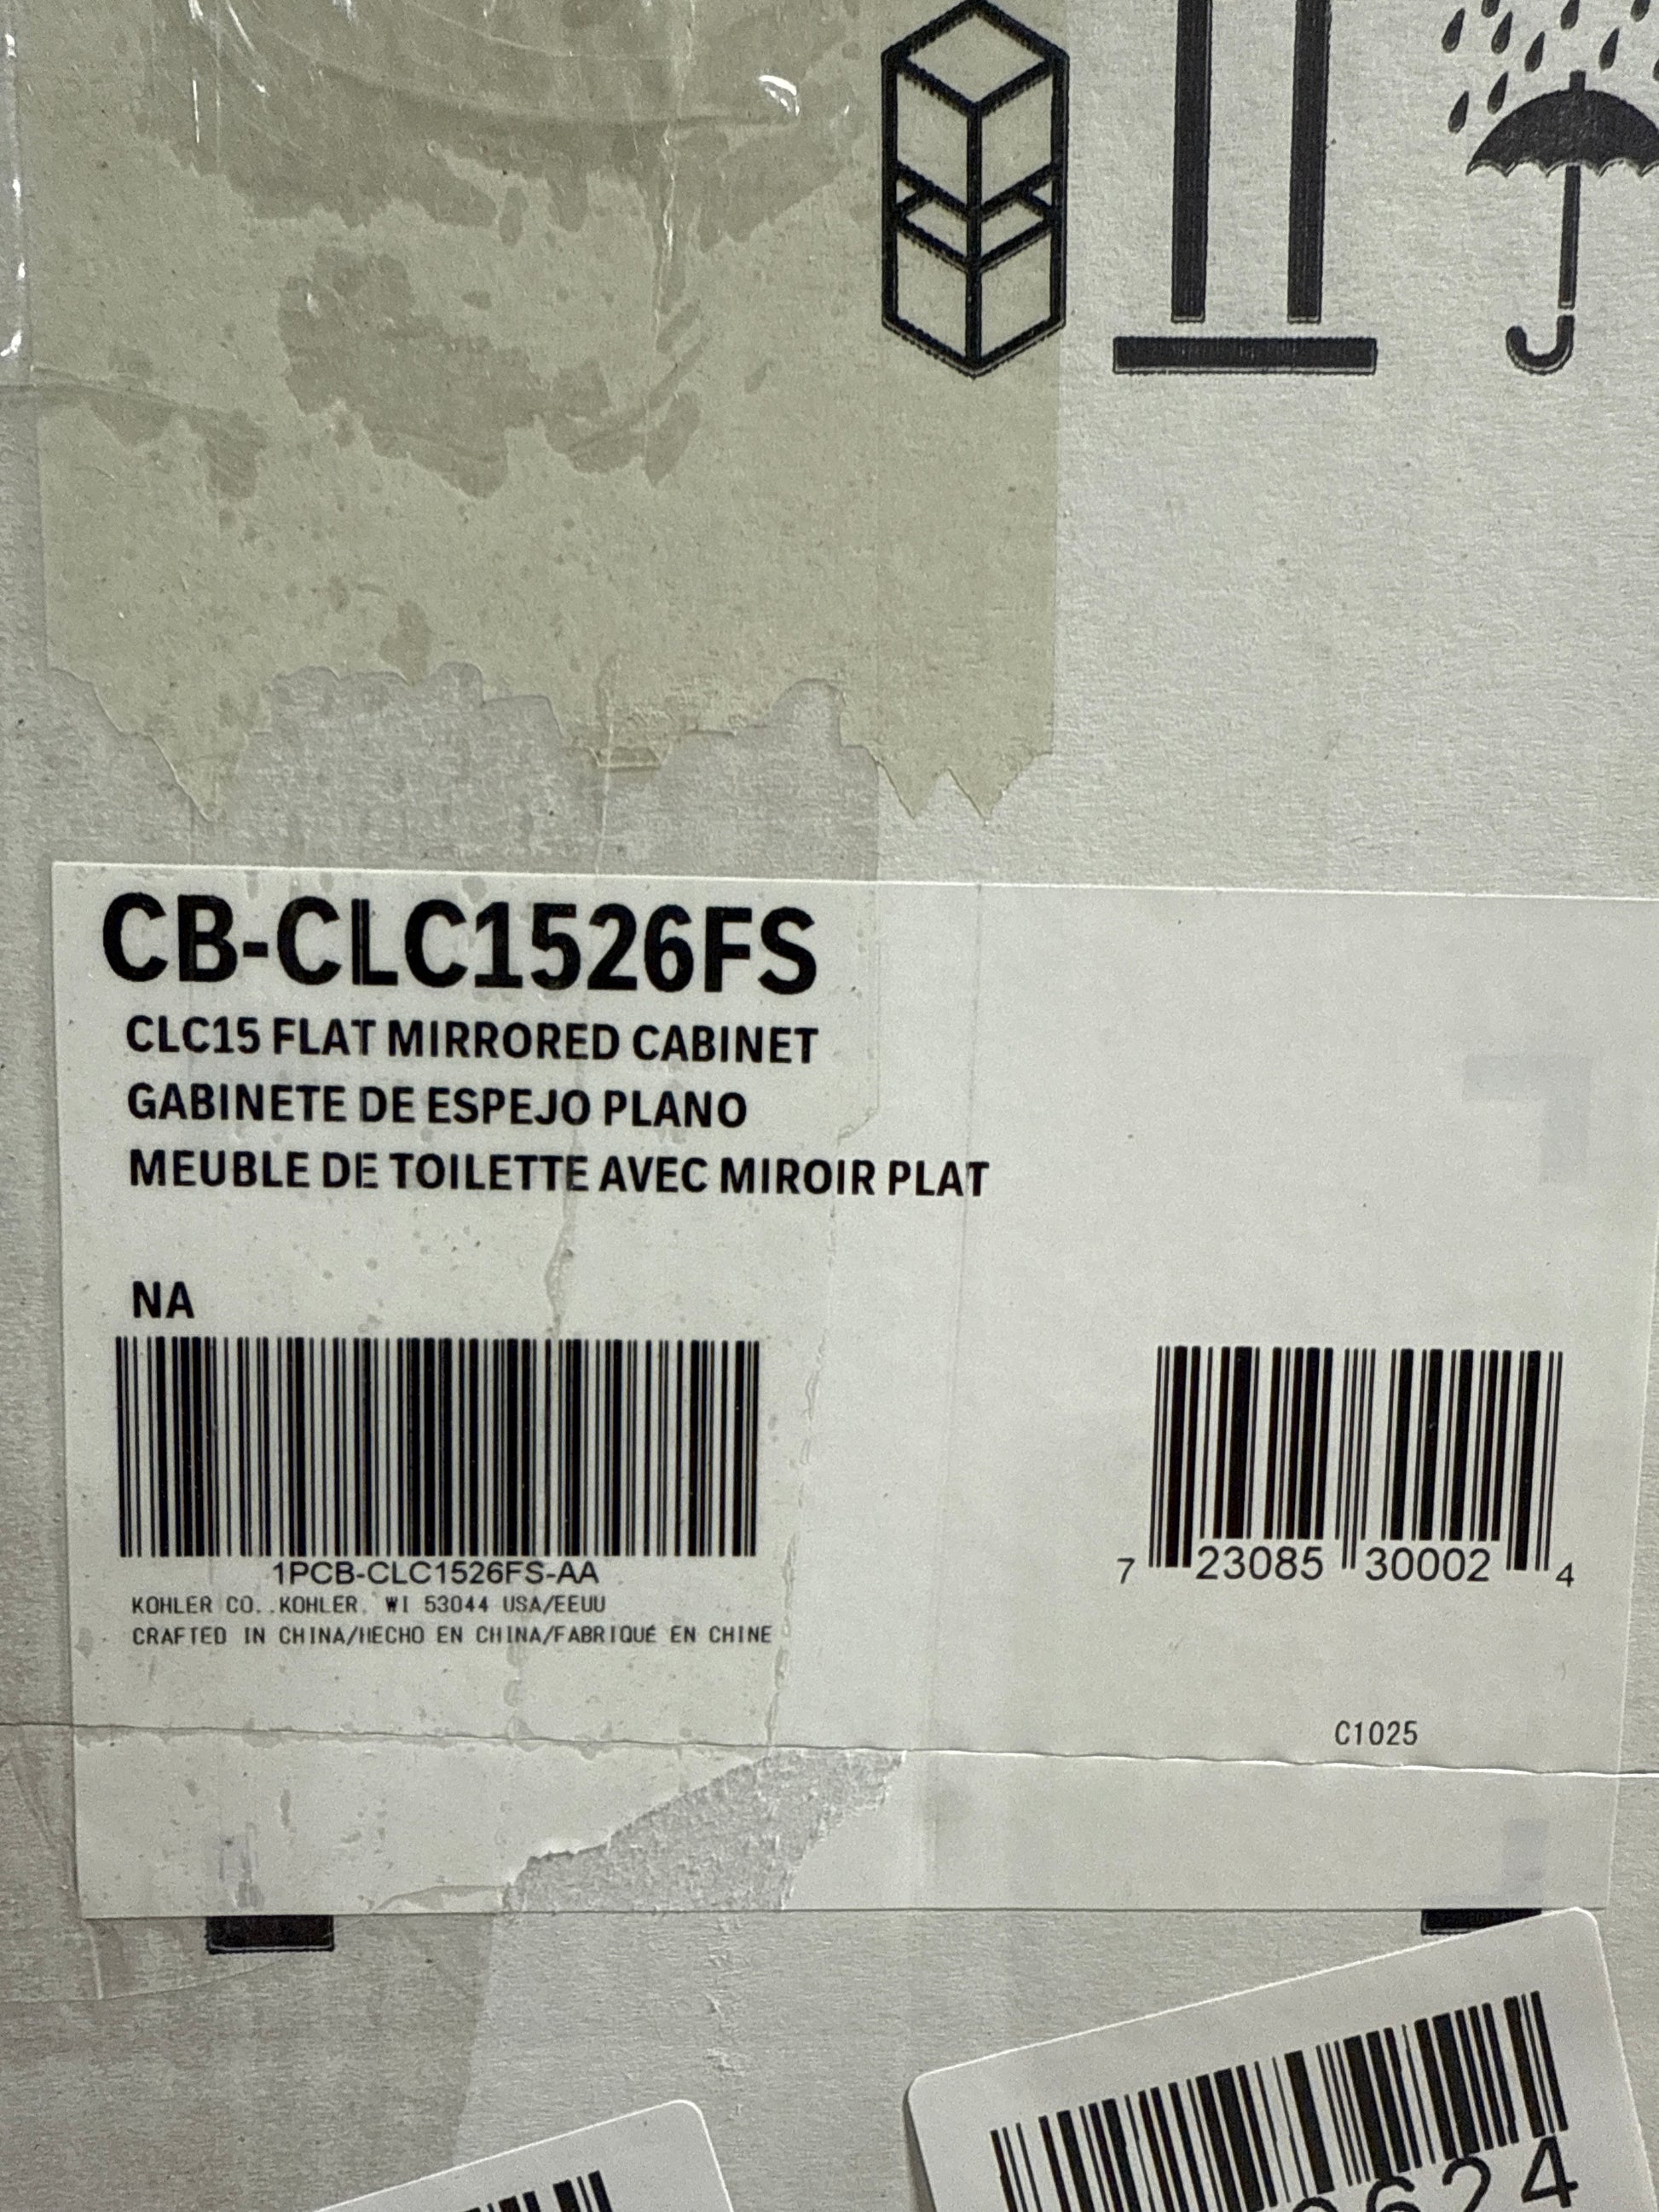 CB-CLC1526FS
CLC15 FLAT MIRRORED CABINET
GABINETE DE ESPEJO PLANO
MEUBLE DE TOILETTE AVEC MIROIR PLAT
NA
1PCB-CLC1526FS-AA
7 23085 30002 4
KOHLER CO.,KOHLER, WI 53044 USA/EEUU
CRAFTED IN CHINA/HECHO EN CHINA/FABRIQUÉ EN CHINE
C1025
624